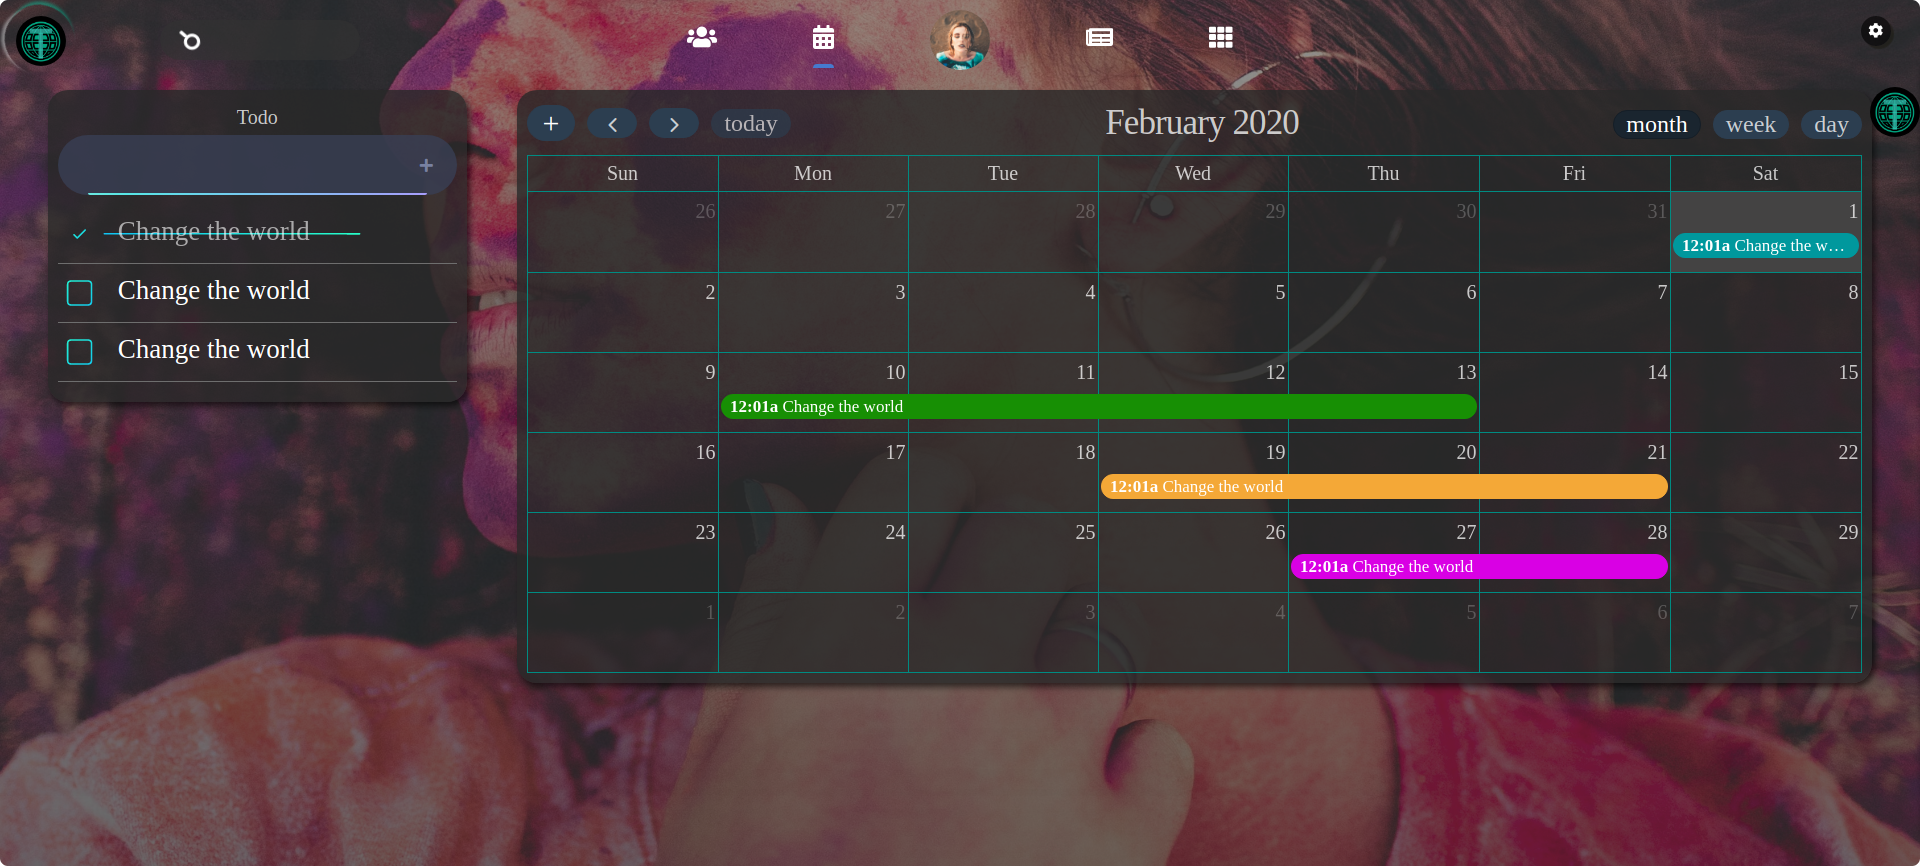 Todo
Change the world
Change the world
Change the world
today
February 2020
month week day
Sun Mon Tue Wed Thu Fri Sat
26 27 28 29 30 31 1
12:01a Change the w…
2 3 4 5 6 7 8
9 10 11 12 13 14 15
12:01a Change the world
16 17 18 19 20 21 22
12:01a Change the world
23 24 25 26 27 28 29
12:01a Change the world
1 2 3 4 5 6 7